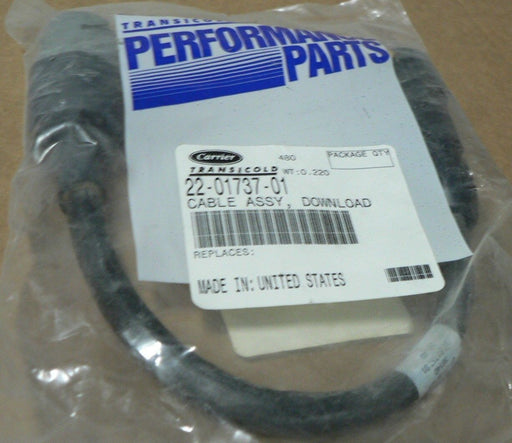 TRANSICOLD
PERFORMANCE
PARTS
Carrier
480
PACKAGE QTY
TRANSICOLD
WT:0.220
22-01737-01
CABLE ASSY, DOWNLOAD
REPLACES:
MADE IN: UNITED STATES